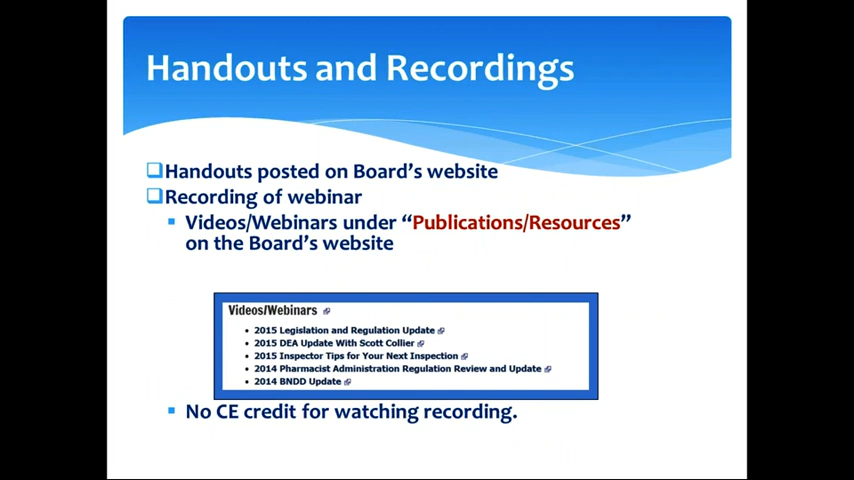 Handouts and Recordings
Handouts posted on Board's website
Recording of webinar
Videos/Webinars under “Publications/Resources”
on the Board's website
Videos/Webinars
2015 Legislation and Regulation Update
2015 DEA Update With Scott Collier
2015 Inspector Tips for Your Next Inspection
2014 Pharmacist Administration Regulation Review and Update
2014 BNDD Update
No CE credit for watching recording.